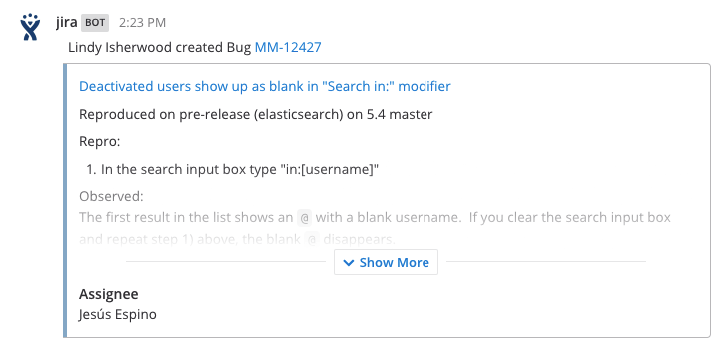 jira BOT 2:23 PM
Lindy Isherwood created Bug MM-12427
Deactivated users show up as blank in "Search in:" mocifier
Reproduced on pre-release (elasticsearch) on 5.4 master
Repro:
1. In the search input box type "in:[username]"
Observed:
The first result in the list shows an @ with a blank username. If you clear the search input box
and repeat step 1) above, the blank @ disappears.
Show More
Assignee
Jesús Espino